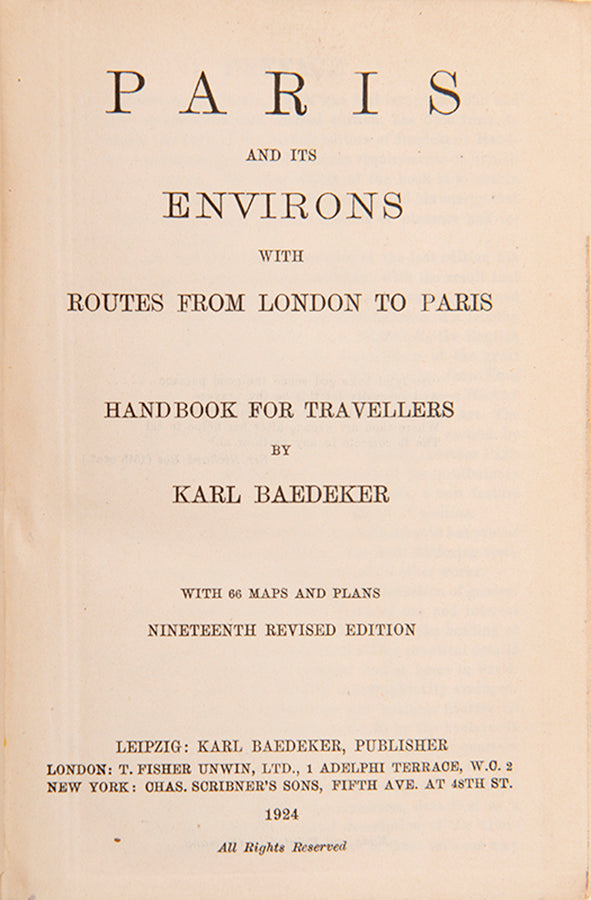 PARIS
AND ITS
ENVIRONS
WITH
ROUTES FROM LONDON TO PARIS
HANDBOOK FOR TRAVELLERS
BY
KARL BAEDEKER
WITH 66 MAPS AND PLANS
NINETEENTH REVISED EDITION
LEIPZIG: KARL BAEDEKER, PUBLISHER
LONDON: T. FISHER UNWIN, LTD., 1 ADELPHI TERRACE, W.C. 2
NEW YORK: CHAS. SCRIBNER'S SONS, FIFTH AVE. AT 48TH ST.
1924
All Rights Reserved